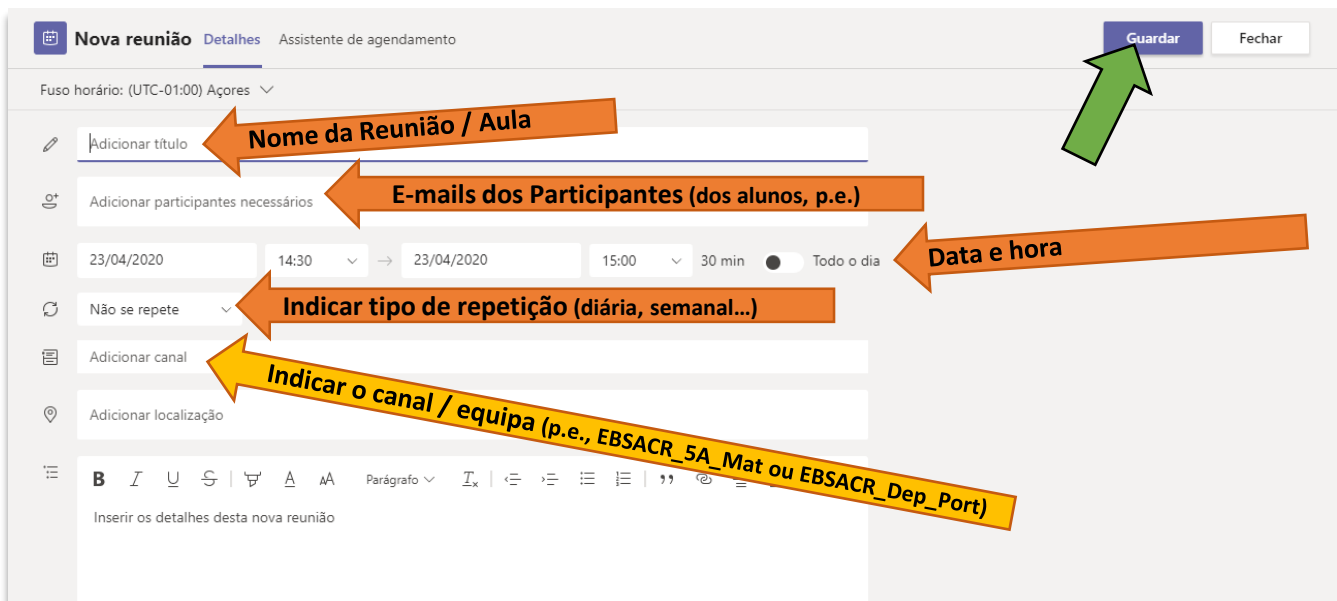 Nova reunião Detalhes Assistente de agendamento Guardar Fechar
Fuso horário: (UTC-01:00) Açores
Adicionar título
Nome da Reunião / Aula
Adicionar participantes necessários
E-mails dos Participantes (dos alunos, p.e.)
23/04/2020 14:30 → 23/04/2020 15:00 30 min Todo o dia
Data e hora
Não se repete
Indicar tipo de repetição (diária, semanal...)
Adicionar canal
Indicar o canal / equipa (p.e., EBSACR_5A_Mat ou EBSACR_Dep_Port)
Adicionar localização
B I U S A AA Parágrafo Ix
Inserir os detalhes desta nova reunião